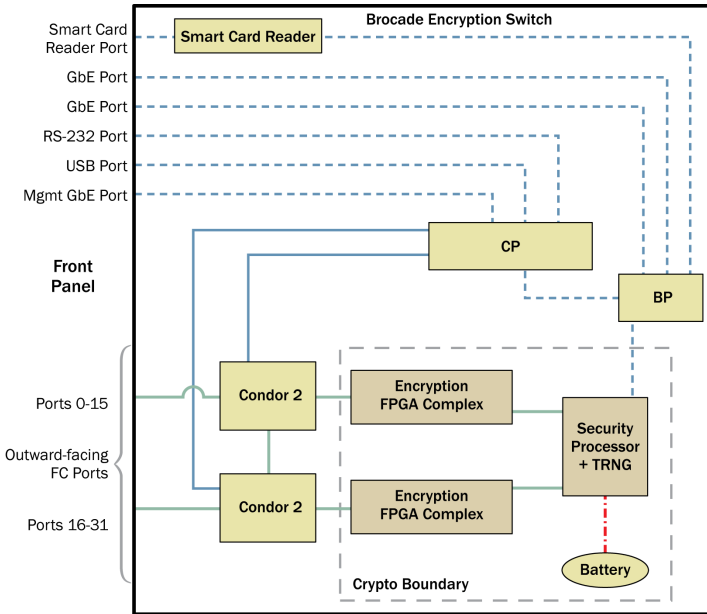 Brocade Encryption Switch
Smart Card
Reader Port
Smart Card Reader
GbE Port
GbE Port
RS-232 Port
USB Port
Mgmt GbE Port
CP
Front
Panel
BP
Condor 2
Encryption
FPGA Complex
Ports 0-15
Security
Processor
+ TRNG
Outward-facing
FC Ports
Condor 2
Encryption
FPGA Complex
Ports 16-31
Battery
Crypto Boundary